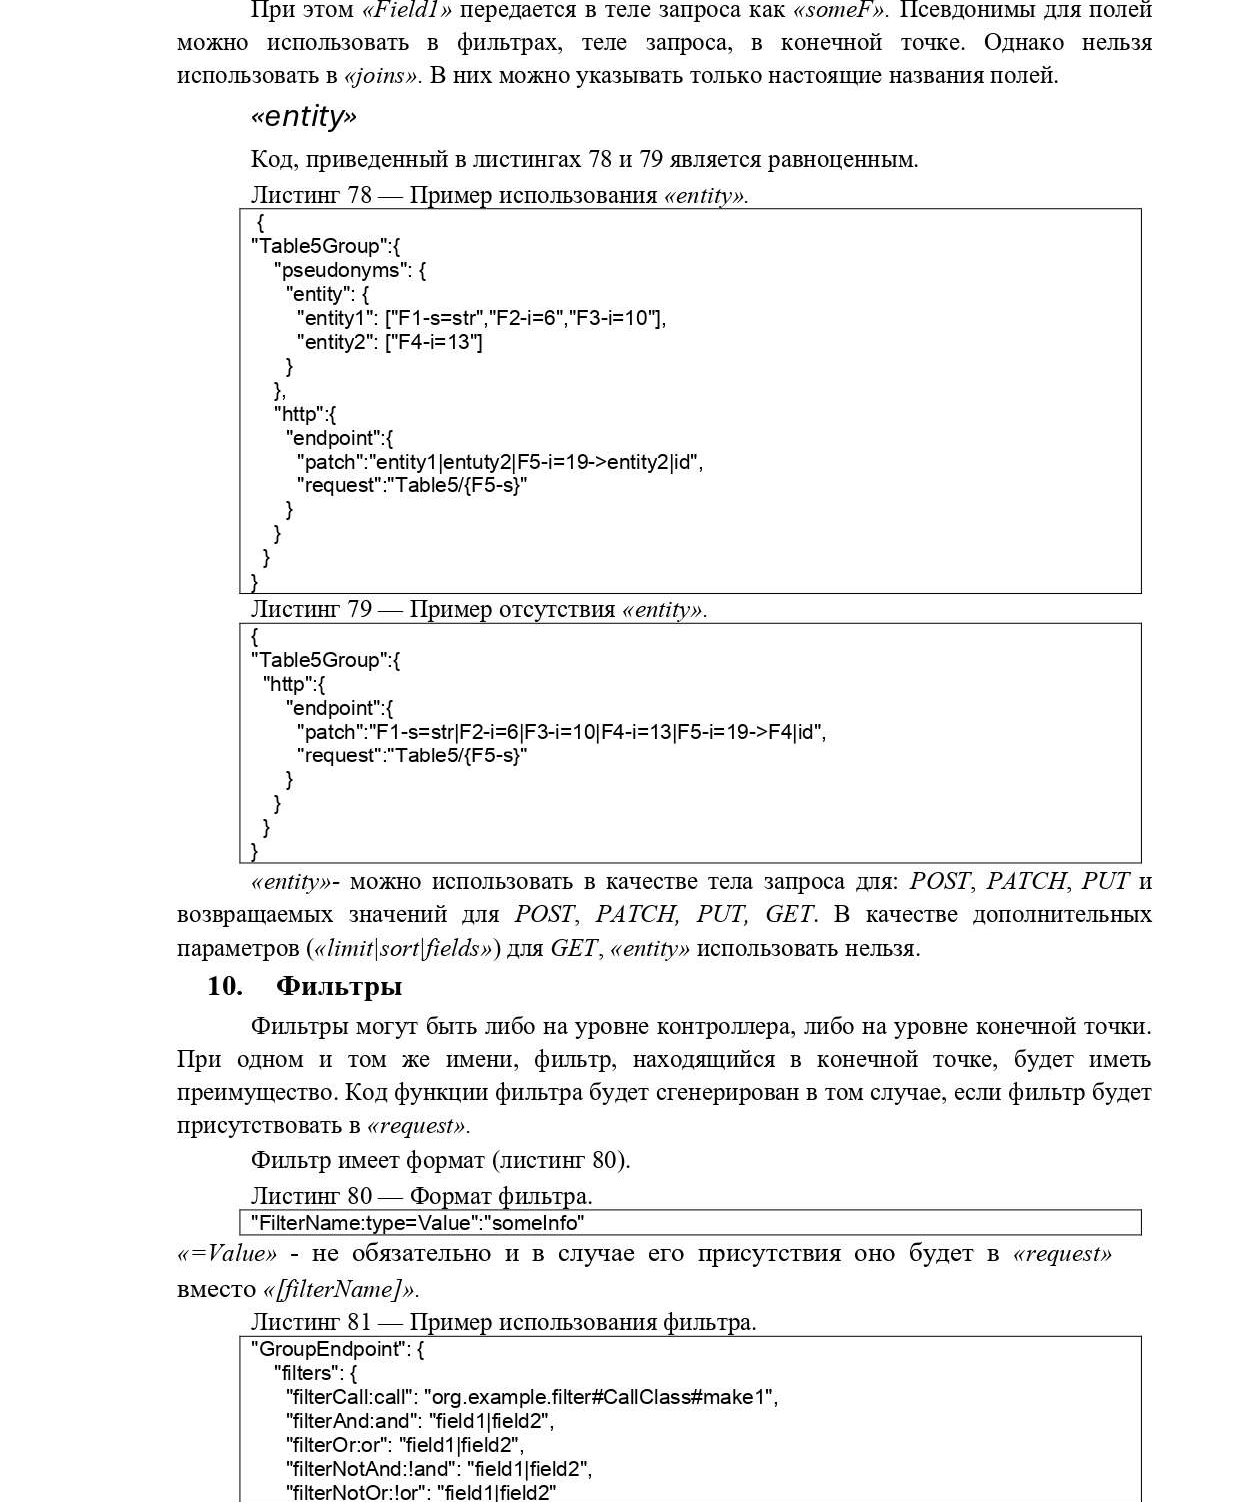 При этом «Field1» передается в теле запроса как «someF». Псевдонимы для полей
можно использовать в фильтрах, теле запроса, в конечной точке. Однако нельзя
использовать в «joins». В них можно указывать только настоящие названия полей.
«entity»
Код, приведенный в листингах 78 и 79 является равноценным.
Листинг 78 — Пример использования «entity».
{
"Table5Group":{
"pseudonyms": {
"entity": {
"entity1": ["F1-s=str","F2-i=6","F3-i=10"],
"entity2": ["F4-i=13"]
}
},
"http":{
"endpoint":{
"patch":"entity1|entuty2|F5-i=19->entity2|id",
"request":"Table5/{F5-s}"
}
}
}
}
Листинг 79 — Пример отсутствия «entity».
{
"Table5Group":{
"http":{
"endpoint":{
"patch":"F1-s=str|F2-i=6|F3-i=10|F4-i=13|F5-i=19->F4|id",
"request":"Table5/{F5-s}"
}
}
}
}
«entity»- можно использовать в качестве тела запроса для: POST, PATCH, PUT и
возвращаемых значений для POST, PATCH, PUT, GET. В качестве дополнительных
параметров («limit|sort|fields») для GET, «entity» использовать нельзя.
10. Фильтры
Фильтры могут быть либо на уровне контроллера, либо на уровне конечной точки.
При одном и том же имени, фильтр, находящийся в конечной точке, будет иметь
преимущество. Код функции фильтра будет сгенерирован в том случае, если фильтр будет
присутствовать в «request».
Фильтр имеет формат (листинг 80).
Листинг 80 — Формат фильтра.
"FilterName:type=Value":"someInfo"
«=Value» - не обязательно и в случае его присутствия оно будет в «request»
вместо «[filterName]».
Листинг 81 — Пример использования фильтра.
"GroupEndpoint": {
"filters": {
"filterCall:call": "org.example.filter#CallClass#make1",
"filterAnd:and": "field1|field2",
"filterOr:or": "field1|field2",
"filterNotAnd:!and": "field1|field2",
"filterNotOr:!or": "field1|field2"